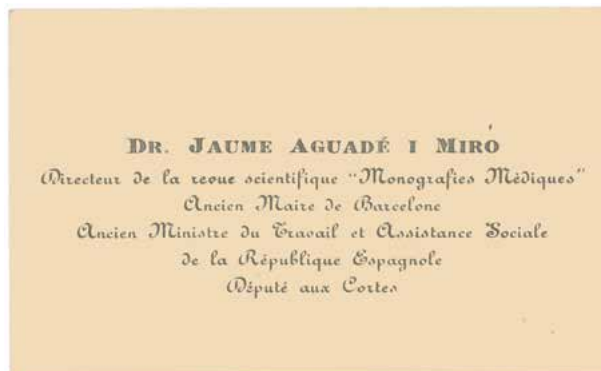 DR. JAUME AGUADÉ I MIRÓ
Directeur de la revue scientifique "Monografies Mèdiques"
Ancien Maire de Barcelone
Ancien Ministre du Travail et Assistance Sociale
de la République Espagnole
Député aux Cortes